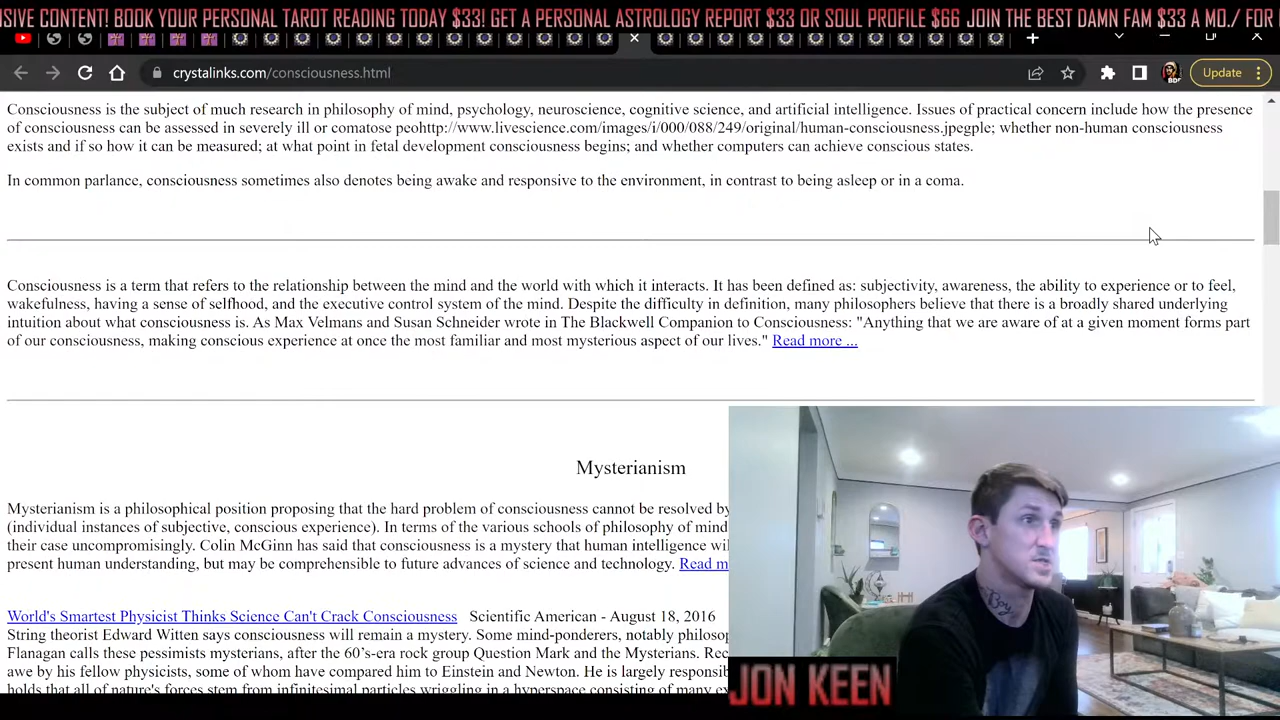 SIVE CONTENT! BOOK YOUR PERSONAL TAROT READING TODAY $33! GET A PERSONAL ASTROLOGY REPORT $33 OR SOUL PROFILE $66 JOIN THE BEST DAMN FAM $33 A MO./ FOR
crystalinks.com/consciousness.html
Update
Consciousness is the subject of much research in philosophy of mind, psychology, neuroscience, cognitive science, and artificial intelligence. Issues of practical concern include how the presence
of consciousness can be assessed in severely ill or comatose peohttp://www.livescience.com/images/i/000/088/249/original/human-consciousness.jpegple; whether non-human consciousness
exists and if so how it can be measured; at what point in fetal development consciousness begins; and whether computers can achieve conscious states.
In common parlance, consciousness sometimes also denotes being awake and responsive to the environment, in contrast to being asleep or in a coma.
Consciousness is a term that refers to the relationship between the mind and the world with which it interacts. It has been defined as: subjectivity, awareness, the ability to experience or to feel,
wakefulness, having a sense of selfhood, and the executive control system of the mind. Despite the difficulty in definition, many philosophers believe that there is a broadly shared underlying
intuition about what consciousness is. As Max Velmans and Susan Schneider wrote in The Blackwell Companion to Consciousness: "Anything that we are aware of at a given moment forms part
of our consciousness, making conscious experience at once the most familiar and most mysterious aspect of our lives." Read more ...
Mysterianism
Mysterianism is a philosophical position proposing that the hard problem of consciousness cannot be resolved by
(individual instances of subjective, conscious experience). In terms of the various schools of philosophy of mind
their case uncompromisingly. Colin McGinn has said that consciousness is a mystery that human intelligence wil
present human understanding, but may be comprehensible to future advances of science and technology. Read m
World's Smartest Physicist Thinks Science Can't Crack Consciousness Scientific American - August 18, 2016
String theorist Edward Witten says consciousness will remain a mystery. Some mind-ponderers, notably philosop
Flanagan calls these pessimists mysterians, after the 60's-era rock group Question Mark and the Mysterians. Rec
awe by his fellow physicists, some of whom have compared him to Einstein and Newton. He is largely responsib
holds that all of nature's forces stem from infinitesimal particles wriggling in a hyperspace consisting of many ex
JON KEEN